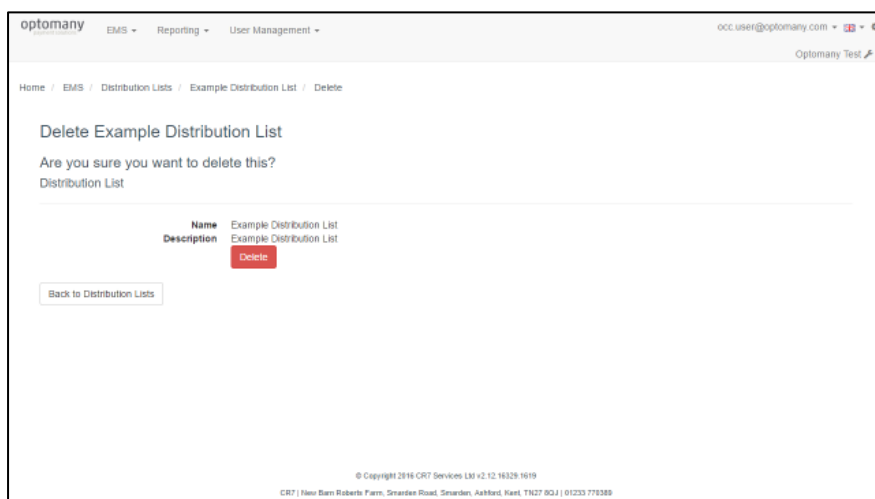 optomany
EMS Reporting User Management
occ.user@optomany.com
Optomany Test
Home / EMS / Distribution Lists / Example Distribution List / Delete
Delete Example Distribution List
Are you sure you want to delete this?
Distribution List
Name Example Distribution List
Description Example Distribution List
Delete
Back to Distribution Lists
© Copyright 2016 CR7 Services Ltd v2.12.16329.1619
CR7 | New Barn Roberts Farm, Smarden Road, Smarden, Ashford, Kent, TN27 8QJ | 01233 770389